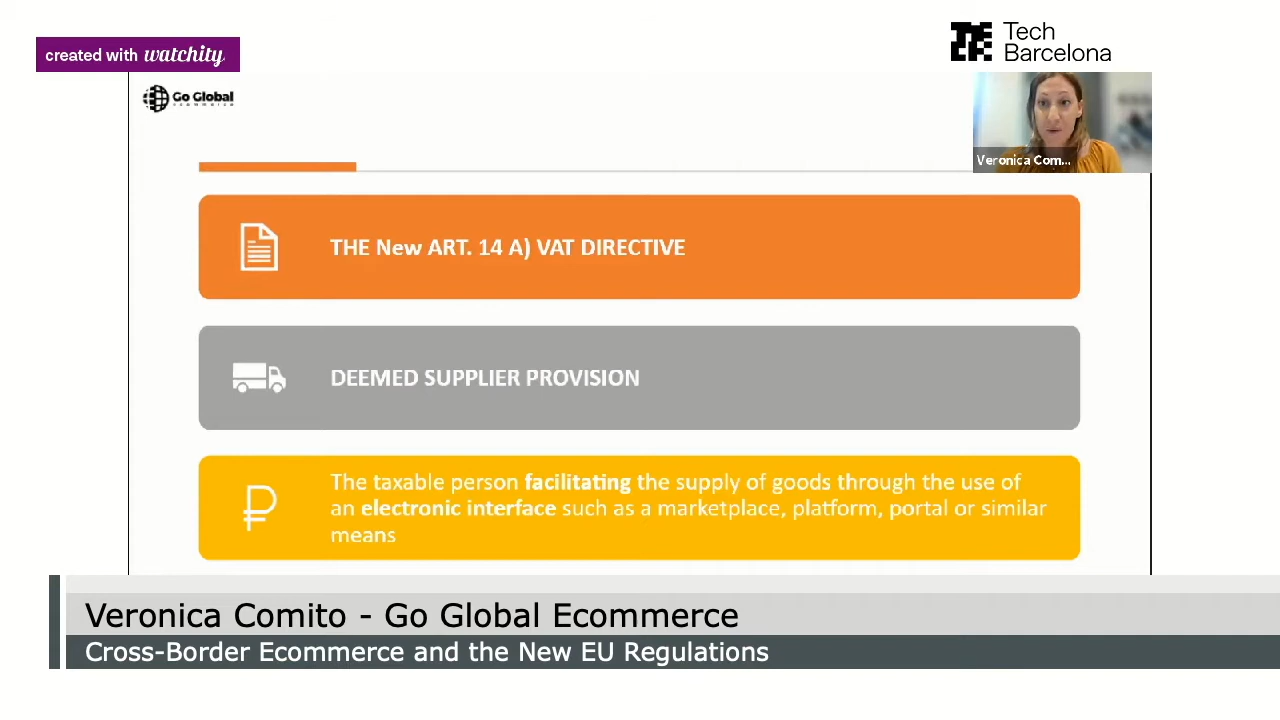 created with watchity
Tech
Barcelona
Go Global
ecommerce
Veronica Com...
THE New ART. 14 A) VAT DIRECTIVE
DEEMED SUPPLIER PROVISION
The taxable person facilitating the supply of goods through the use of
an electronic interface such as a marketplace, platform, portal or similar
means
Veronica Comito - Go Global Ecommerce
Cross-Border Ecommerce and the New EU Regulations